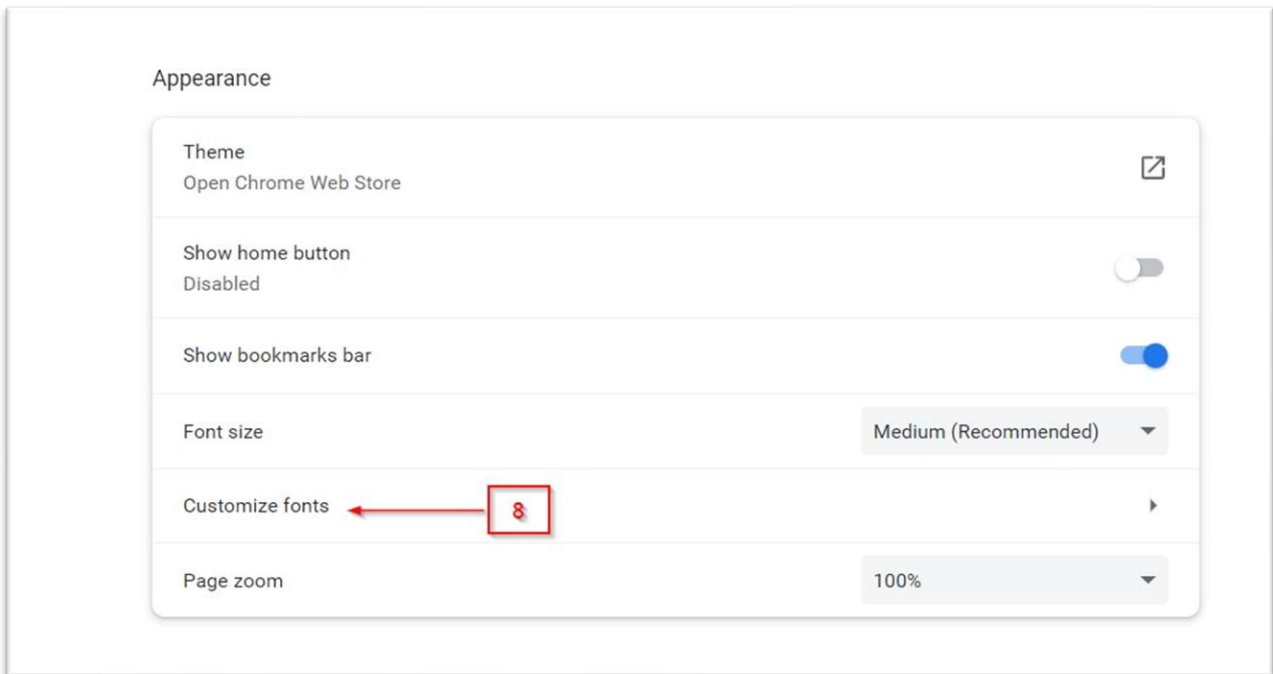 Appearance
Theme
Open Chrome Web Store
Show home button
Disabled
Show bookmarks bar
Font size
Medium (Recommended)
Customize fonts
8
Page zoom
100%